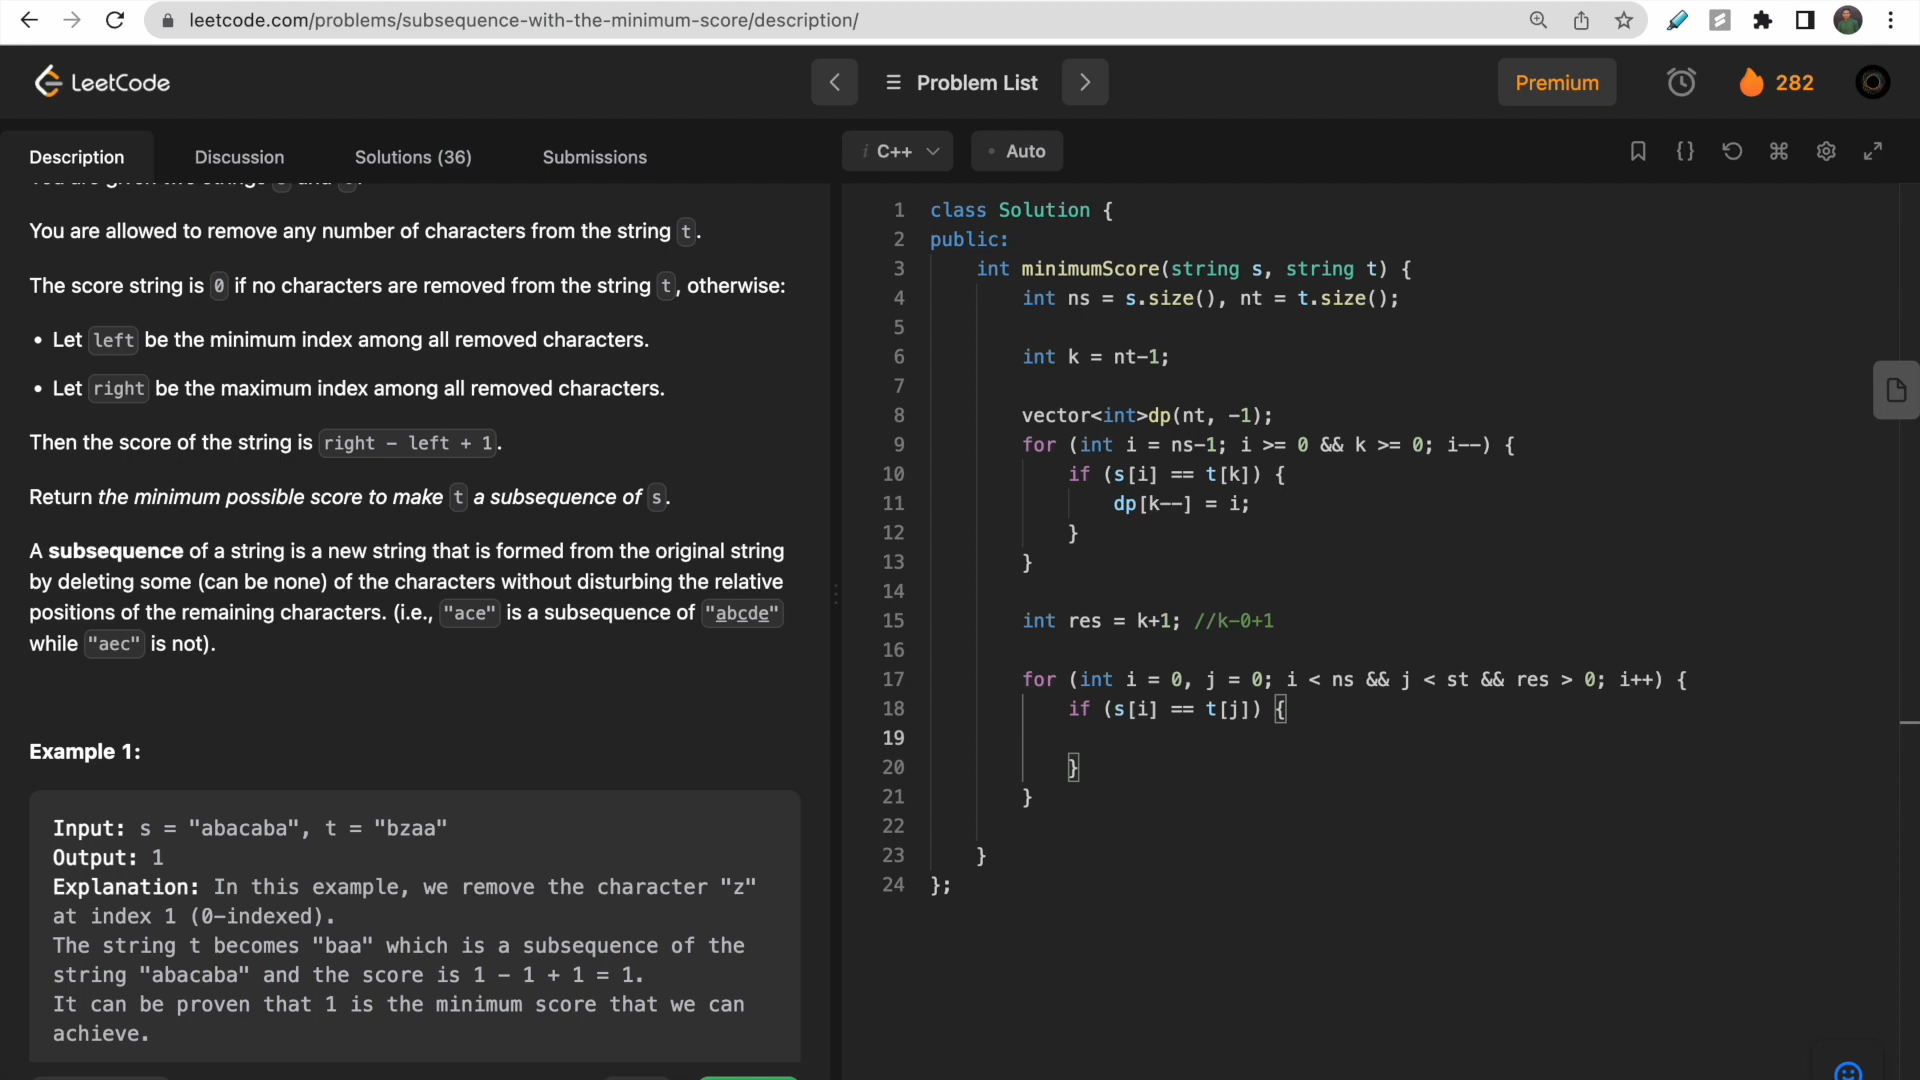 leetcode.com/problems/subsequence-with-the-minimum-score/description/
LeetCode
Problem List
Premium
282
Description
Discussion
Solutions (36)
Submissions
i C++
• Auto
You are allowed to remove any number of characters from the string t.
The score string is 0 if no characters are removed from the string t, otherwise:
• Let left be the minimum index among all removed characters.
• Let right be the maximum index among all removed characters.
Then the score of the string is right - left + 1.
Return the minimum possible score to make t a subsequence of s.
A subsequence of a string is a new string that is formed from the original string
by deleting some (can be none) of the characters without disturbing the relative
positions of the remaining characters. (i.e., "ace" is a subsequence of "abcde"
while "aec" is not).
Example 1:
Input: s = "abacaba", t = "bzaa"
Output: 1
Explanation: In this example, we remove the character "z"
at index 1 (0-indexed).
The string t becomes "baa" which is a subsequence of the
string "abacaba" and the score is 1 - 1 + 1 = 1.
It can be proven that 1 is the minimum score that we can
achieve.
1 class Solution {
2 public:
3 int minimumScore(string s, string t) {
4 int ns = s.size(), nt = t.size();
5
6 int k = nt-1;
7
8 vector<int>dp(nt, -1);
9 for (int i = ns-1; i >= 0 && k >= 0; i--) {
10 if (s[i] == t[k]) {
11 dp[k--] = i;
12 }
13 }
14
15 int res = k+1; //k-0+1
16
17 for (int i = 0, j = 0; i < ns && j < st && res > 0; i++) {
18 if (s[i] == t[j]) {
19
20 }
21 }
22
23 }
24 };